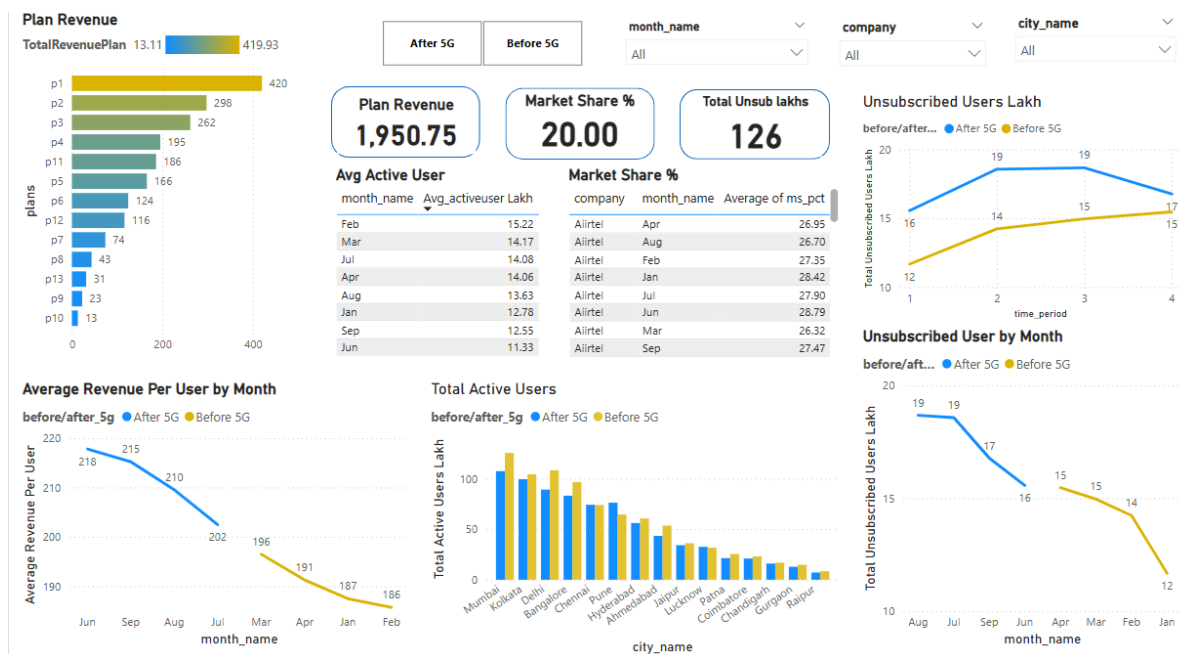 Plan Revenue
TotalRevenuePlan 13.11 419.93
p1 420
p2 298
p3 262
p4 195
p11 186
p5 166
p6 124
p12 116
p7 74
p8 43
p13 31
p9 23
p10 13
plans
0 200 400
After 5G Before 5G
month_name
All
company
All
city_name
All
Plan Revenue
1,950.75
Market Share %
20.00
Total Unsub lakhs
126
Avg Active User
month_name Avg_activeuser Lakh
Feb 15.22
Mar 14.17
Jul 14.08
Apr 14.06
Aug 13.63
Jan 12.78
Sep 12.55
Jun 11.33
Market Share %
company month_name Average of ms_pct
Aiirtel Apr 26.95
Aiirtel Aug 26.70
Aiirtel Feb 27.35
Aiirtel Jan 28.42
Aiirtel Jul 27.90
Aiirtel Jun 28.79
Aiirtel Mar 26.32
Aiirtel Sep 27.47
Unsubscribed Users Lakh
before/after... After 5G Before 5G
Total Unsubscribed Users Lakh
20
15
10
16 19 19 17
12 14 15 15
1 2 3 4
time_period
Unsubscribed User by Month
before/aft... After 5G Before 5G
Total Unsubscribed Users Lakh
20
15
10
19 19 17 16 15 15 14 12
Aug Jul Sep Jun Apr Mar Feb Jan
month_name
Average Revenue Per User by Month
before/after_5g After 5G Before 5G
Average Revenue Per User
220
210
200
190
218 215 210 202 196 191 187 186
Jun Sep Aug Jul Mar Apr Jan Feb
month_name
Total Active Users
before/after_5g After 5G Before 5G
Total Active Users Lakh
100
50
0
Mumbai Kolkata Delhi Bangalore Chennai Pune Hyderabad Ahmedabad Jaipur Lucknow Patna Coimbatore Chandigarh Gurgaon Raipur
city_name